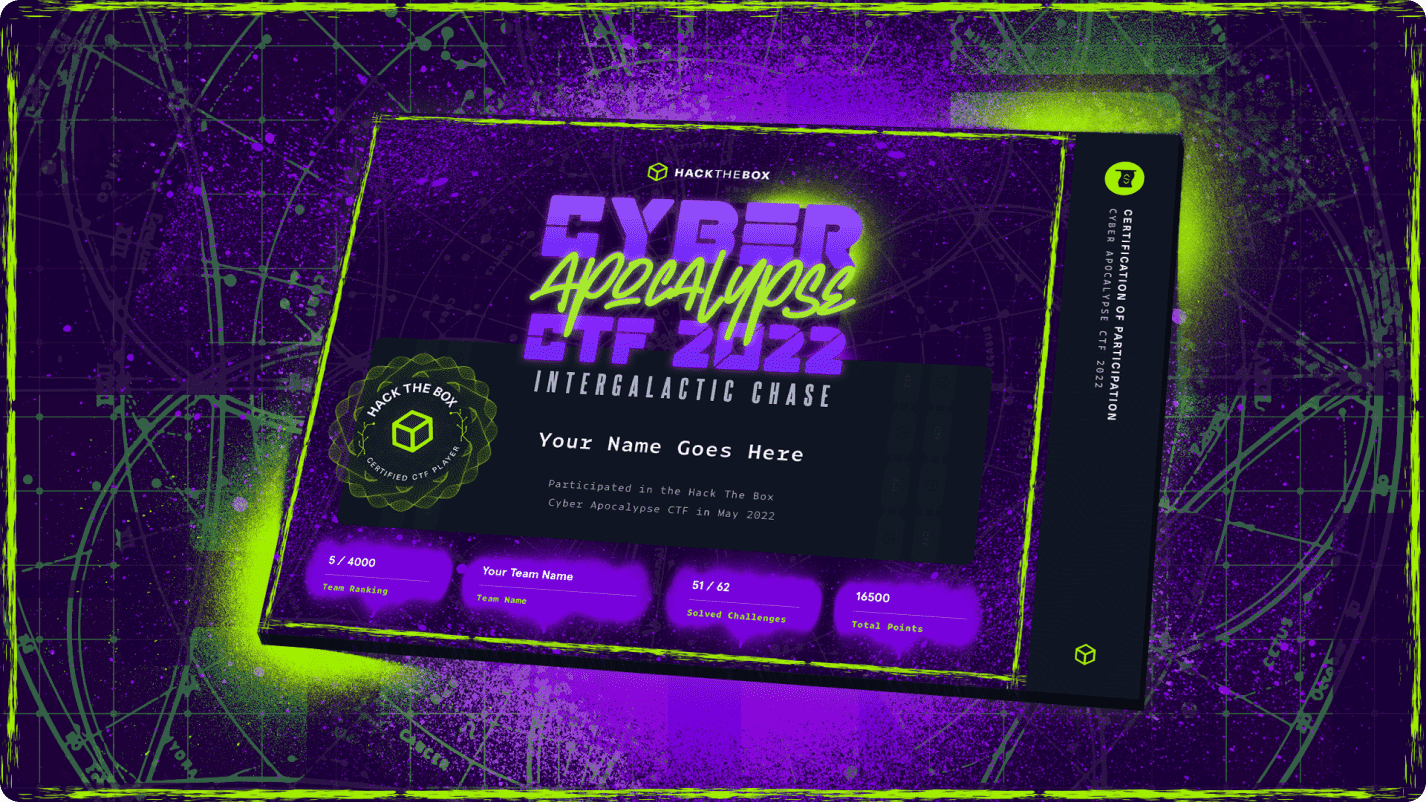 HACKTHEBOX
CYBER
APOCALYPSE
CTF 2022
INTERGALACTIC CHASE
HACK THE BOX
CERTIFIED CTF PLAYER
Your Name Goes Here
Participated in the Hack The Box
Cyber Apocalypse CTF in May 2022
5 / 4000
Team Ranking
Your Team Name
Team Name
51 / 62
Solved Challenges
16500
Total Points
CERTIFICATION OF PARTICIPATION
CYBER APOCALYPSE CTF 2022
CANCER
CETUS